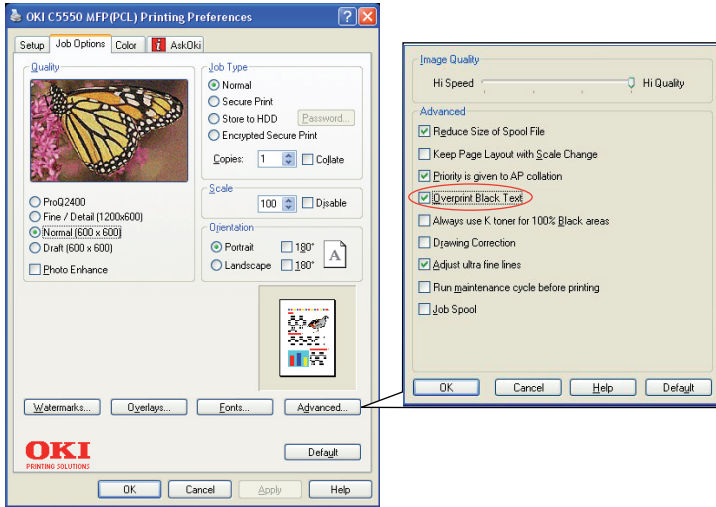 OKI C5550 MFP(PCL) Printing Preferences
Setup Job Options Color AskOki
Quality
ProQ2400
Fine / Detail (1200x600)
Normal (600 x 600)
Draft (600 x 600)
Photo Enhance
Job Type
Normal
Secure Print
Store to HDD Password...
Encrypted Secure Print
Copies: 1 Collate
Scale
100 Disable
Orientation
Portrait 180°
Landscape 180°
A
Watermarks... Overlays... Fonts... Advanced...
OKI
PRINTING SOLUTIONS
Default
OK Cancel Apply Help
Image Quality
Hi Speed Hi Quality
Advanced
Reduce Size of Spool File
Keep Page Layout with Scale Change
Priority is given to AP collation
Overprint Black Text
Always use K toner for 100% Black areas
Drawing Correction
Adjust ultra fine lines
Run maintenance cycle before printing
Job Spool
OK Cancel Help Default